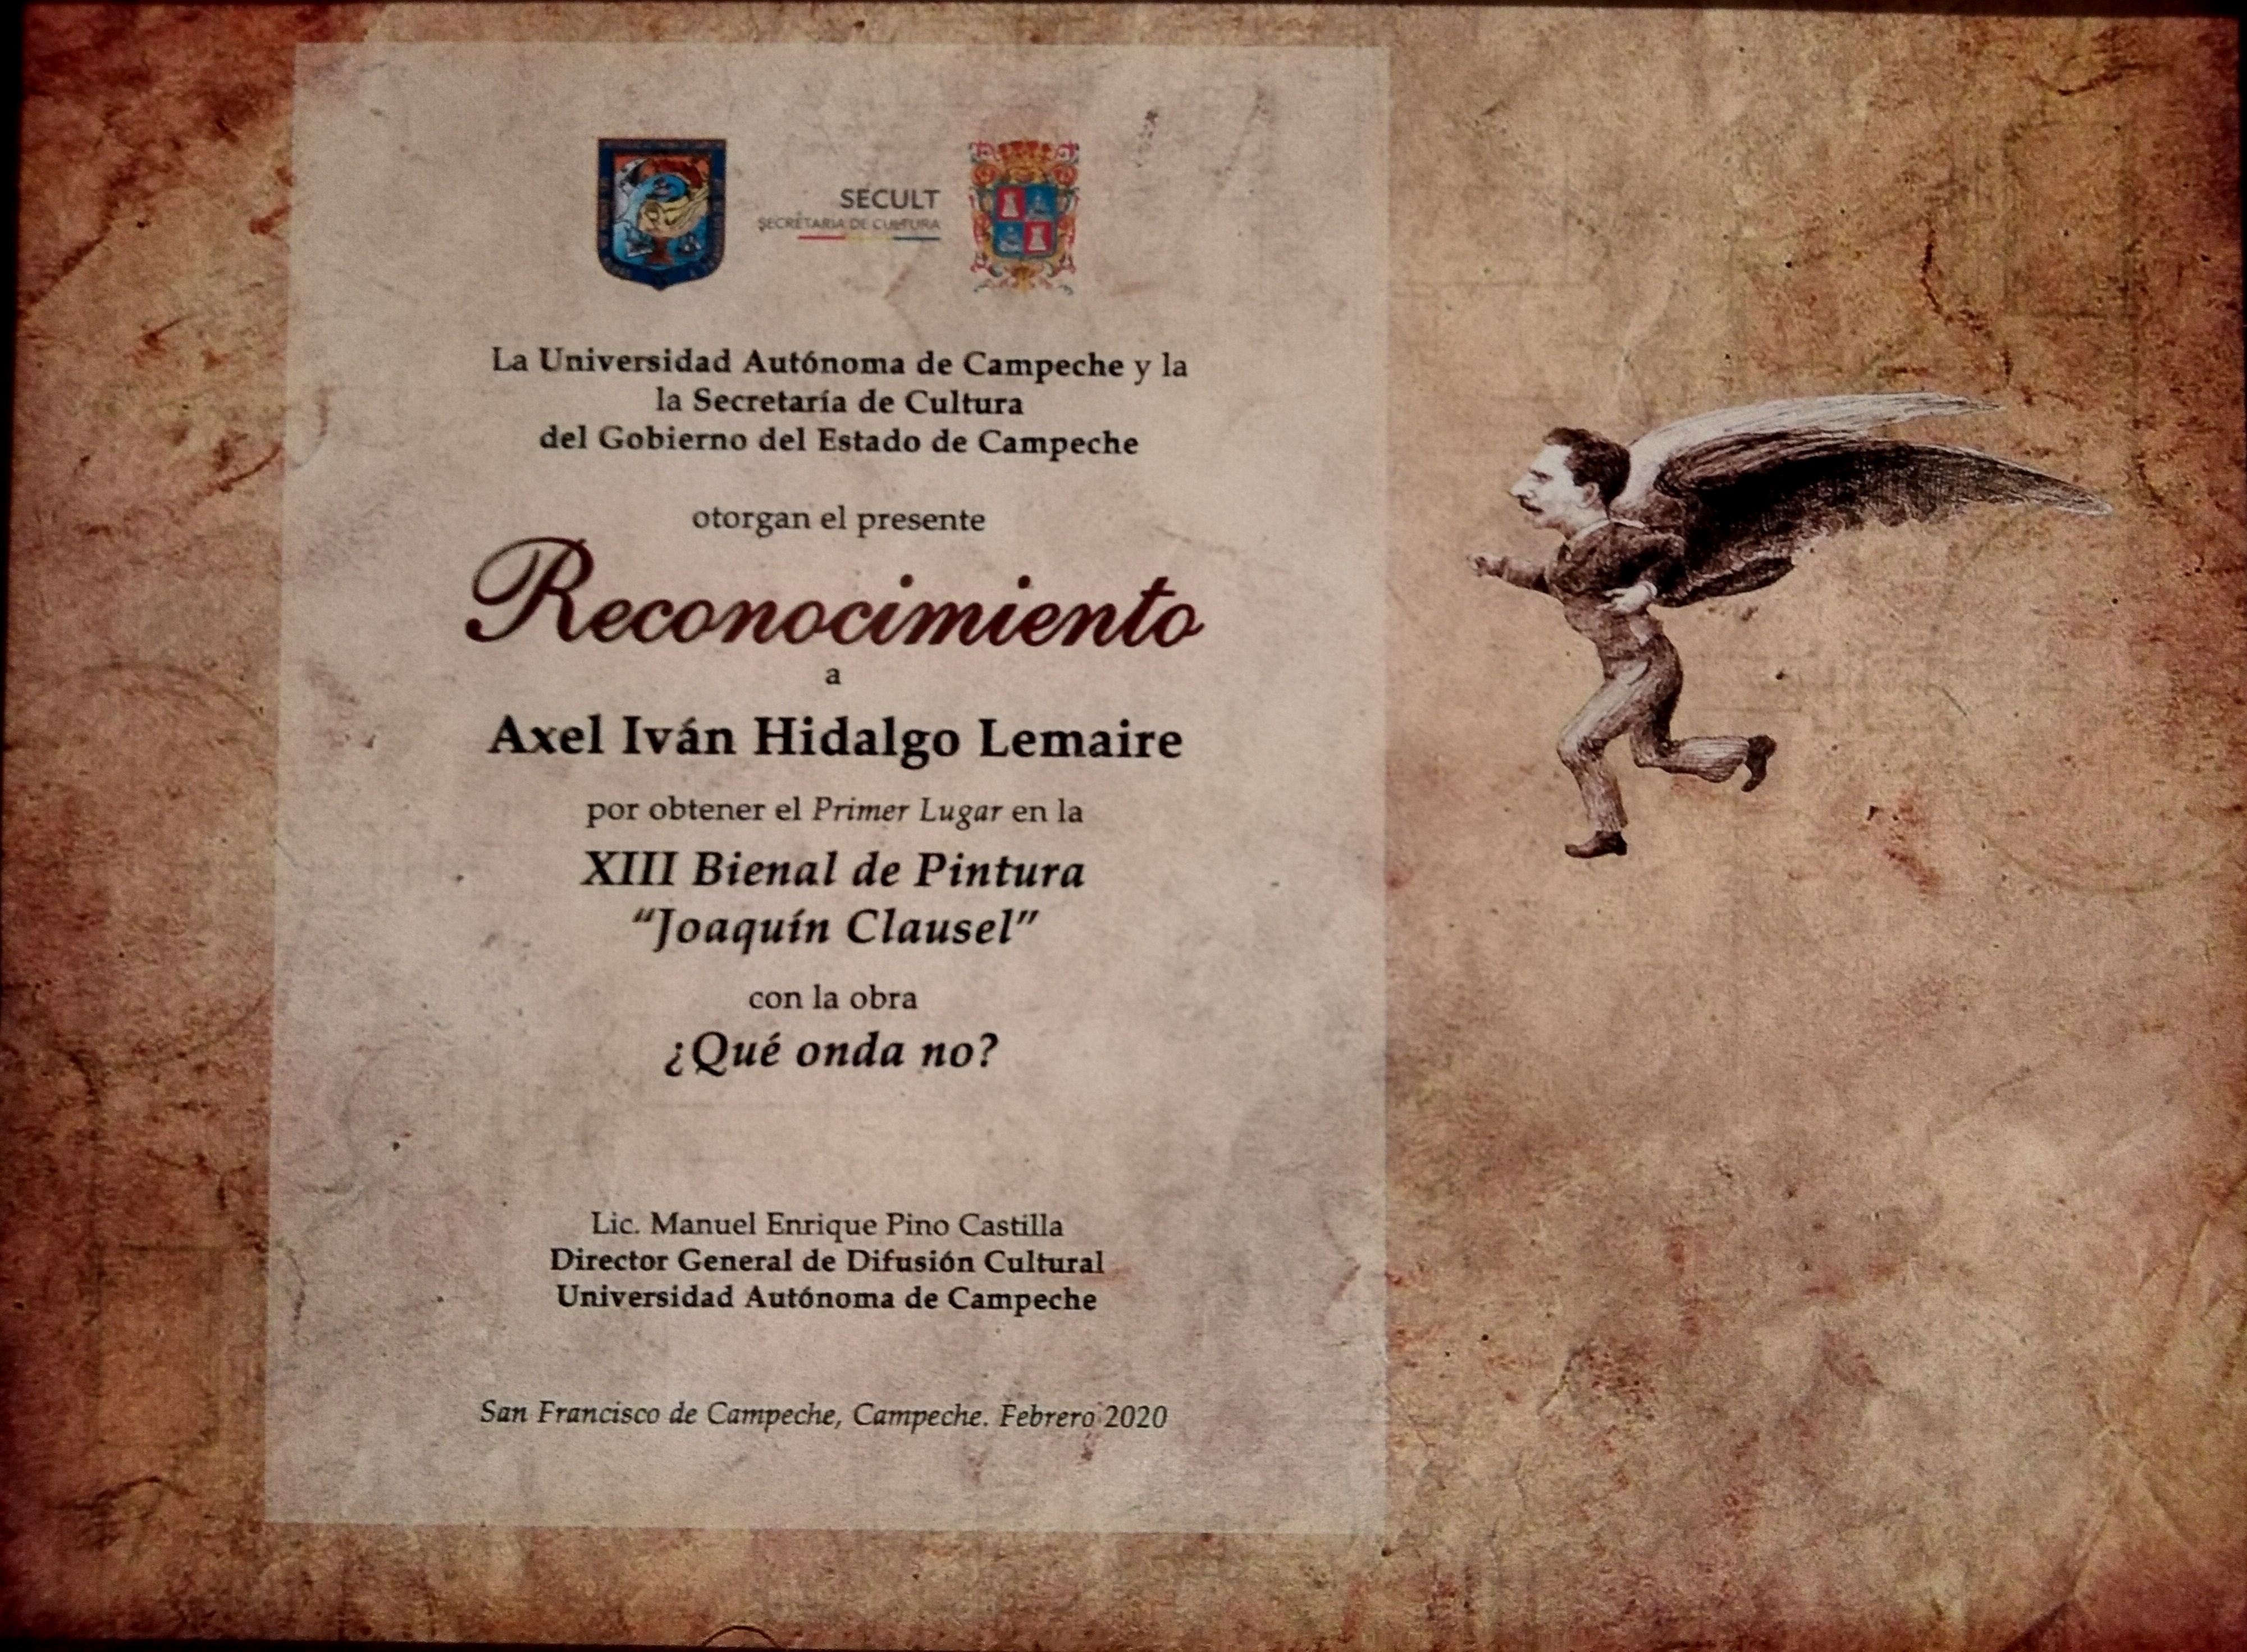 SECULT
SECRETARÍA DE CULTURA
La Universidad Autónoma de Campeche y la
la Secretaría de Cultura
del Gobierno del Estado de Campeche
otorgan el presente
Reconocimiento
a
Axel Iván Hidalgo Lemaire
por obtener el Primer Lugar en la
XIII Bienal de Pintura
“Joaquín Clausel”
con la obra
¿Qué onda no?
Lic. Manuel Enrique Pino Castilla
Director General de Difusión Cultural
Universidad Autónoma de Campeche
San Francisco de Campeche, Campeche. Febrero 2020